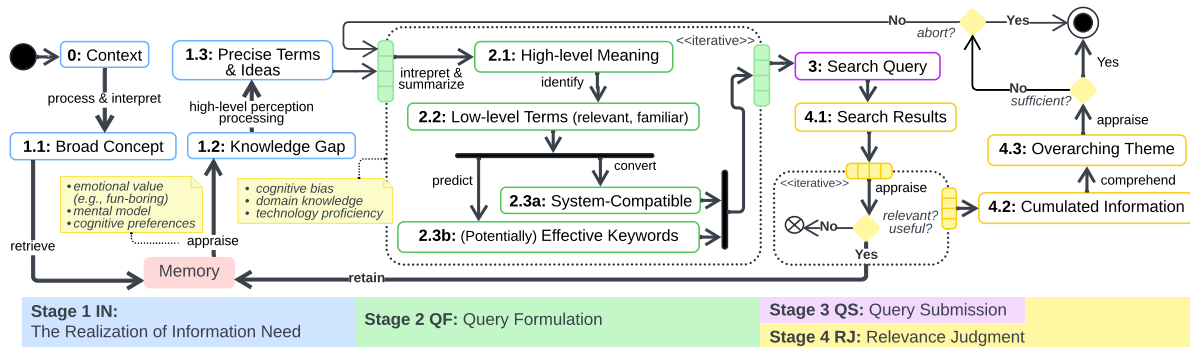 No
Yes
abort?
0: Context
1.3: Precise Terms
& Ideas
<<iterative>>
2.1: High-level Meaning
intrepret &
summarize
3: Search Query
Yes
identify
process & interpret
high-level perception
processing
No
sufficient?
2.2: Low-level Terms (relevant, familiar)
4.1: Search Results
appraise
1.1: Broad Concept
1.2: Knowledge Gap
4.3: Overarching Theme
convert
predict
<<iterative>>
appraise
comprehend
• emotional value
(e.g., fun-boring)
• mental model
• cognitive preferences
• cognitive bias
• domain knowledge
• technology proficiency
2.3a: System-Compatible
2.3b: (Potentially) Effective Keywords
relevant?
useful?
No
4.2: Cumulated Information
retrieve
appraise
Yes
Memory
retain
Stage 1 IN:
The Realization of Information Need
Stage 2 QF: Query Formulation
Stage 3 QS: Query Submission
Stage 4 RJ: Relevance Judgment